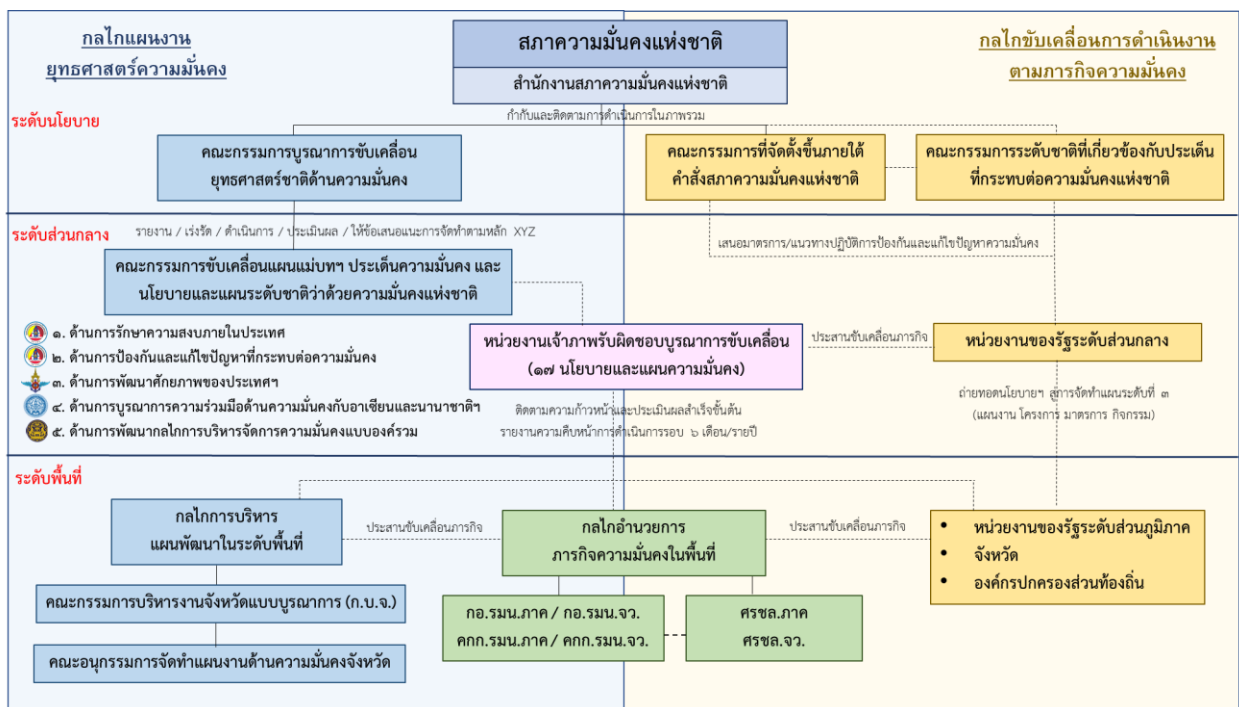 กลไกแผนงาน
ยุทธศาสตร์ความมั่นคง
สภาความมั่นคงแห่งชาติ
สำนักงานสภาความมั่นคงแห่งชาติ
กลไกขับเคลื่อนการดำเนินงาน
ตามภารกิจความมั่นคง
กำกับและติดตามการดำเนินการในภาพรวม
ระดับนโยบาย
คณะกรรมการบูรณาการขับเคลื่อน
ยุทธศาสตร์ชาติด้านความมั่นคง
คณะกรรมการที่จัดตั้งขึ้นภายใต้
คำสั่งสภาความมั่นคงแห่งชาติ
คณะกรรมการระดับชาติที่เกี่ยวข้องกับประเด็น
ที่กระทบต่อความมั่นคงแห่งชาติ
ระดับส่วนกลาง
รายงาน / เร่งรัด / ดำเนินการ / ประเมินผล / ให้ข้อเสนอแนะการจัดทำตามหลัก XYZ
เสนอมาตรการ/แนวทางปฏิบัติการป้องกันและแก้ไขปัญหาความมั่นคง
คณะกรรมการขับเคลื่อนแผนแม่บทฯ ประเด็นความมั่นคง และ
นโยบายและแผนระดับชาติว่าด้วยความมั่นคงแห่งชาติ
๑. ด้านการรักษาความสงบภายในประเทศ
๒. ด้านการป้องกันและแก้ไขปัญหาที่กระทบต่อความมั่นคง
๓. ด้านการพัฒนาศักยภาพของประเทศฯ
๔. ด้านการบูรณาการความร่วมมือด้านความมั่นคงกับอาเซียนและนานาชาติฯ
๕. ด้านการพัฒนากลไกการบริหารจัดการความมั่นคงแบบองค์รวม
หน่วยงานเจ้าภาพรับผิดชอบบูรณาการขับเคลื่อน
(๑๗ นโยบายและแผนความมั่นคง)
ประสานขับเคลื่อนภารกิจ
หน่วยงานของรัฐระดับส่วนกลาง
ติดตามความก้าวหน้าและประเมินผลสำเร็จขั้นต้น
รายงานความคืบหน้าการดำเนินการรอบ ๖ เดือน/รายปี
ถ่ายทอดนโยบายฯ สู่การจัดทำแผนระดับที่ ๓
(แผนงาน โครงการ มาตรการ กิจกรรม)
ระดับพื้นที่
กลไกการบริหาร
แผนพัฒนาในระดับพื้นที่
ประสานขับเคลื่อนภารกิจ
กลไกอำนวยการ
ภารกิจความมั่นคงในพื้นที่
ประสานขับเคลื่อนภารกิจ
• หน่วยงานของรัฐระดับส่วนภูมิภาค
• จังหวัด
• องค์กรปกครองส่วนท้องถิ่น
คณะกรรมการบริหารงานจังหวัดแบบบูรณาการ (ก.บ.จ.)
คณะอนุกรรมการจัดทำแผนงานด้านความมั่นคงจังหวัด
กอ.รมน.ภาค / กอ.รมน.จว.
คกก.รมน.ภาค / คกก.รมน.จว.
ศรชล.ภาค
ศรชล.จว.